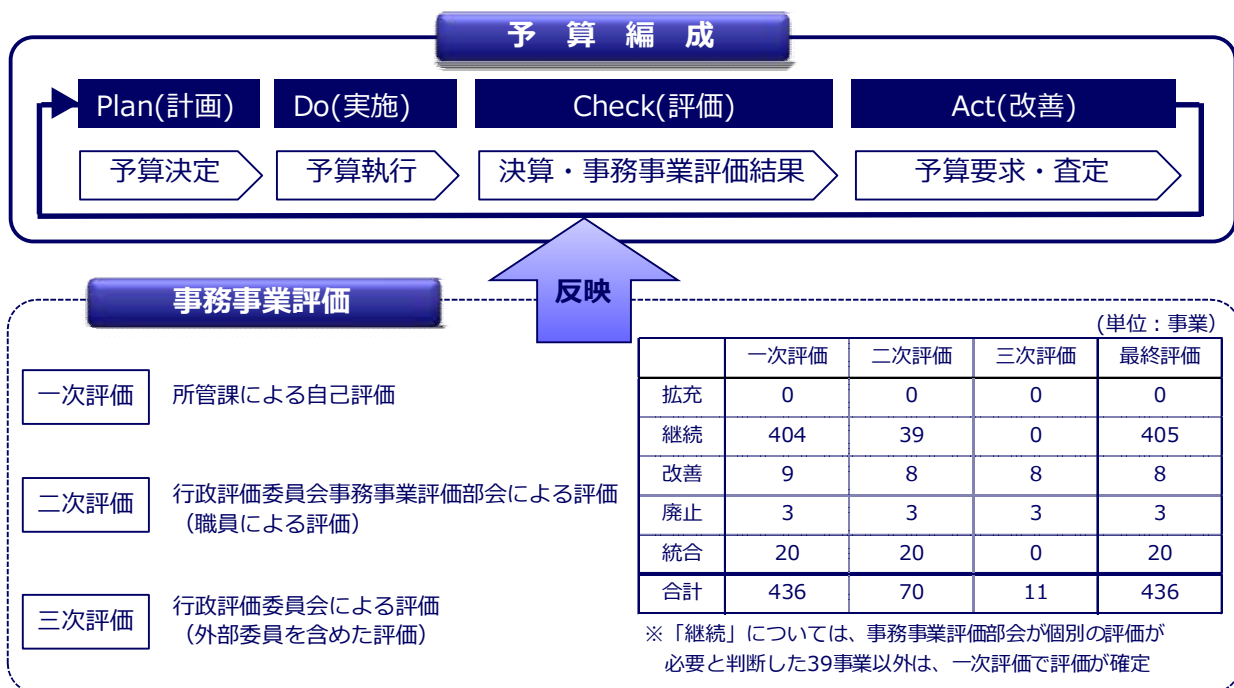 予算編成
Plan(計画) Do(実施) Check(評価) Act(改善)
予算決定 予算執行 決算・事務事業評価結果 予算要求・査定
反映
事務事業評価
一次評価 所管課による自己評価
二次評価 行政評価委員会事務事業評価部会による評価
（職員による評価）
三次評価 行政評価委員会による評価
（外部委員を含めた評価）
(単位：事業)
一次評価 二次評価 三次評価 最終評価
拡充 0 0 0 0
継続 404 39 0 405
改善 9 8 8 8
廃止 3 3 3 3
統合 20 20 0 20
合計 436 70 11 436
※「継続」については、事務事業評価部会が個別の評価が
必要と判断した39事業以外は、一次評価で評価が確定